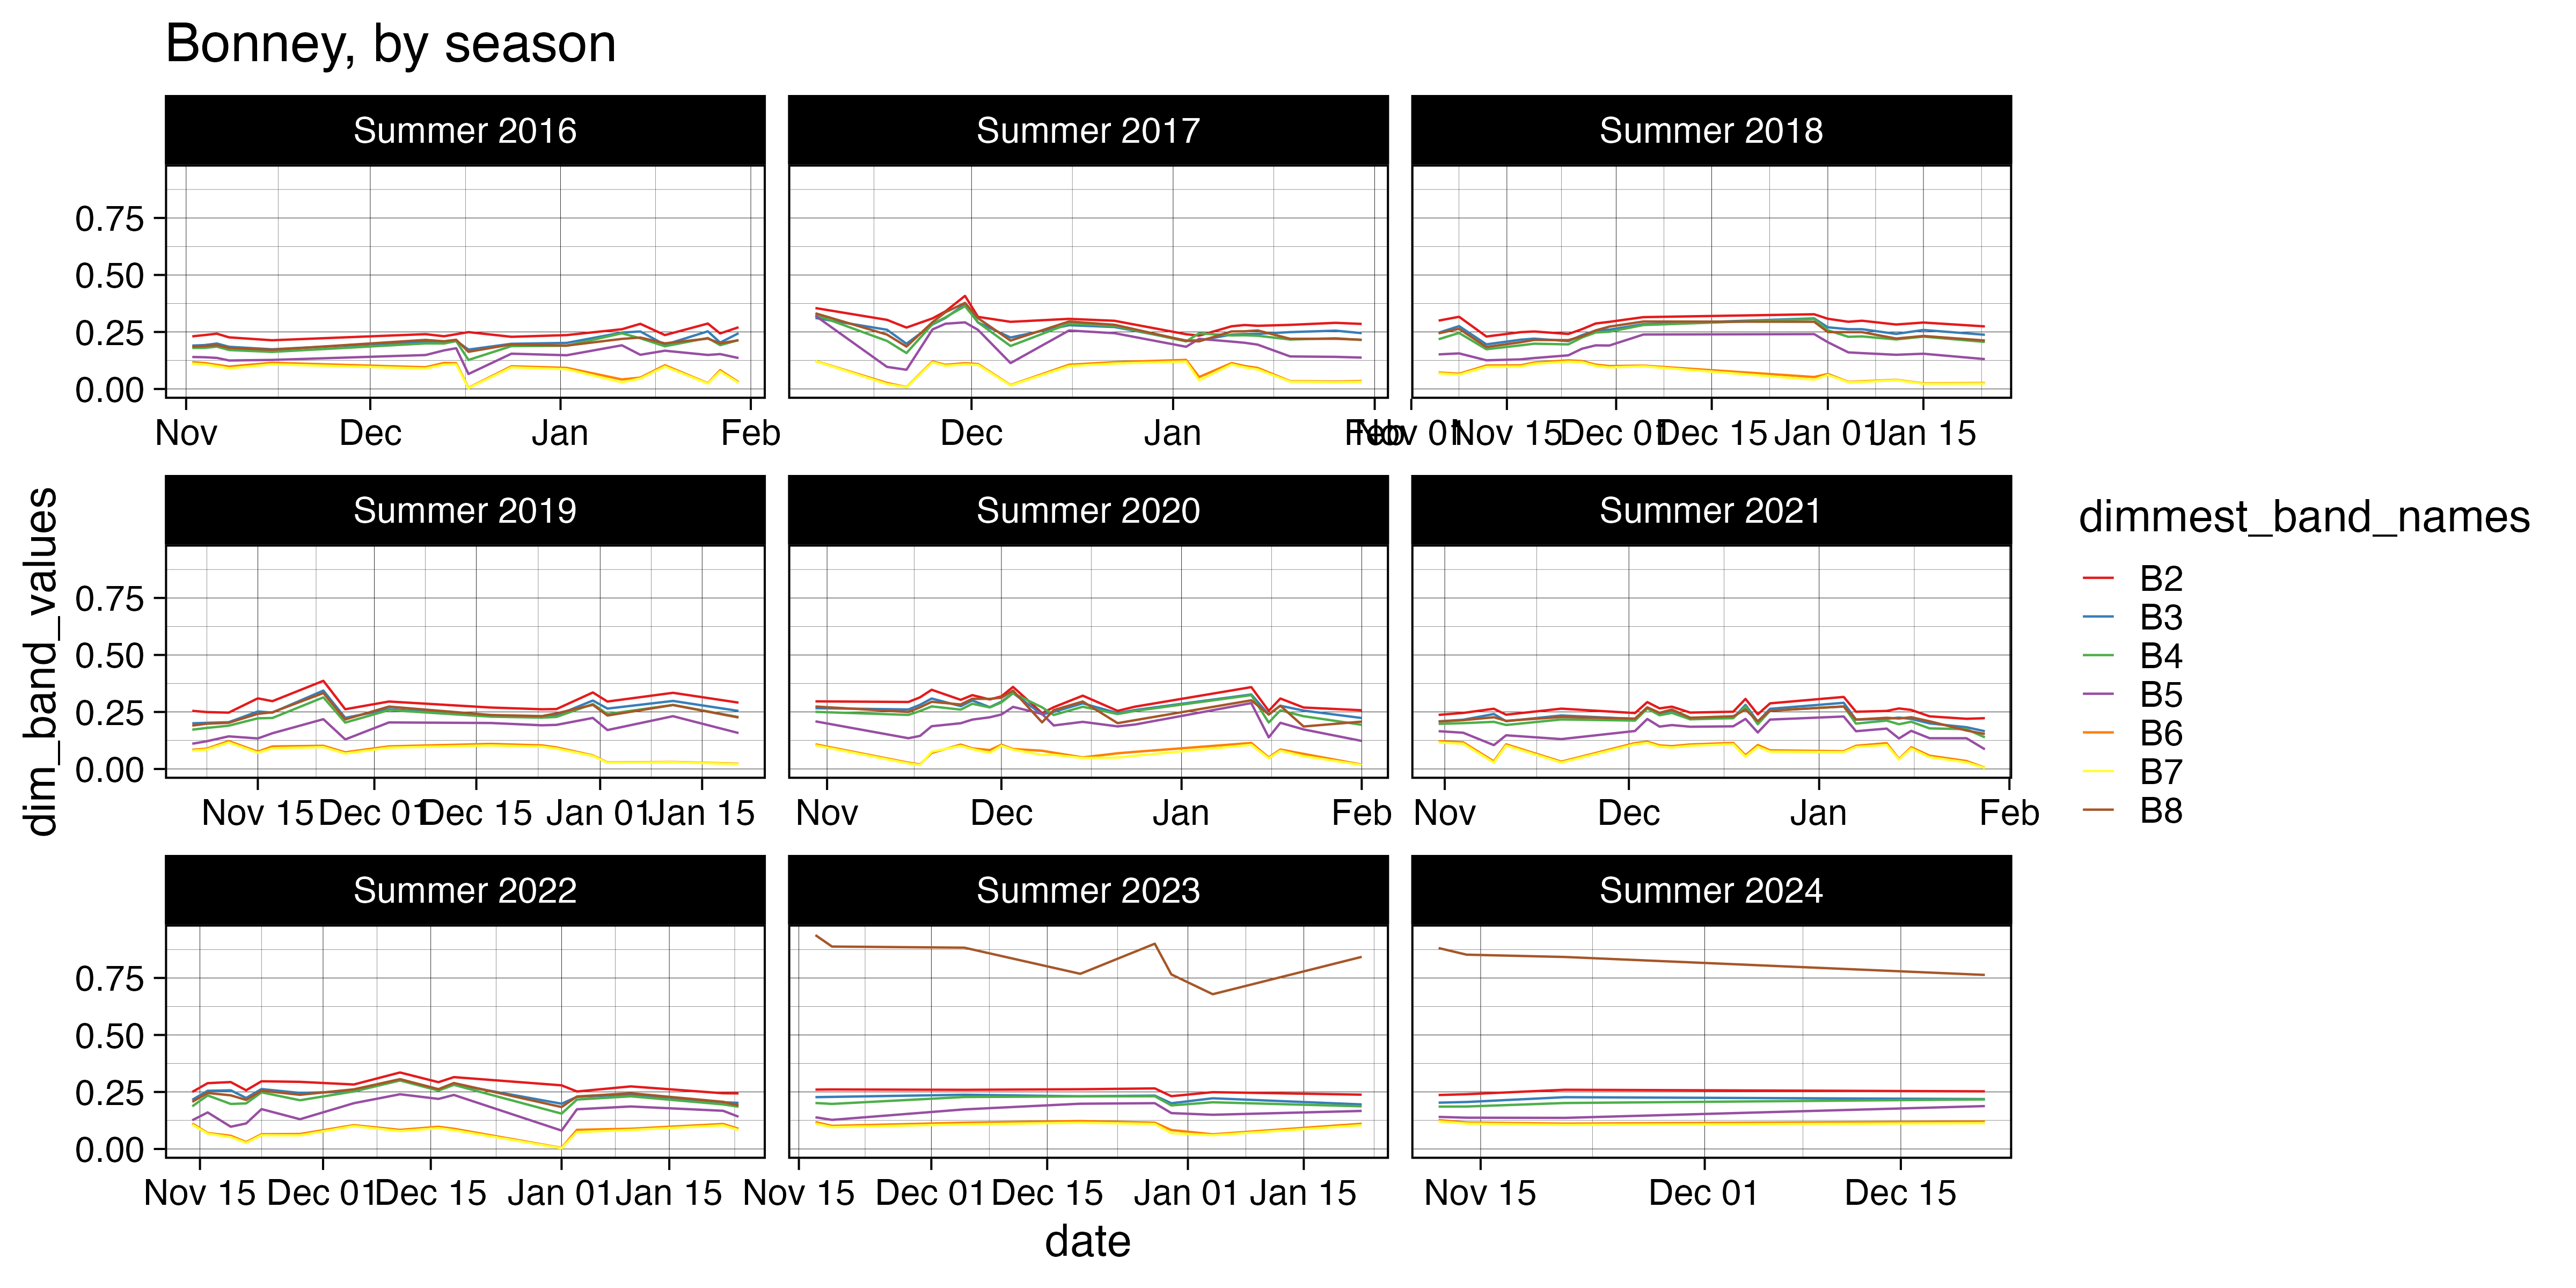 Bonney, by season
Summer 2016
Summer 2017
Summer 2018
0.75
0.50
0.25
0.00
Nov Dec Jan Feb
Dec Jan Feb
Nov 01 Nov 15 Dec 01 Dec 15 Jan 01 Jan 15
Summer 2019
Summer 2020
Summer 2021
0.75
0.50
0.25
0.00
Nov 15 Dec 01 Dec 15 Jan 01 Jan 15
Nov Dec Jan Feb
Nov Dec Jan Feb
Summer 2022
Summer 2023
Summer 2024
0.75
0.50
0.25
0.00
Nov 15 Dec 01 Dec 15 Jan 01 Jan 15
Nov 15 Dec 01 Dec 15 Jan 01 Jan 15
Nov 15 Dec 01 Dec 15
date
dim_band_values
dimmest_band_names
B2
B3
B4
B5
B6
B7
B8